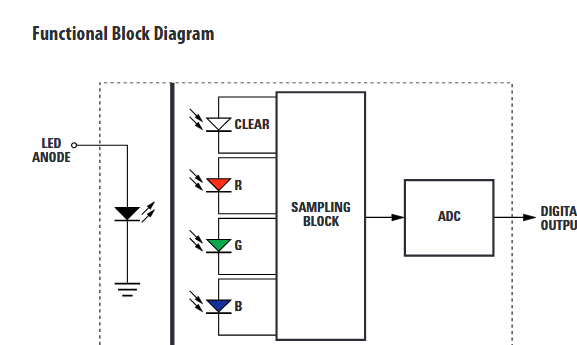 Functional Block Diagram
LED
ANODE
CLEAR
R
G
B
SAMPLING
BLOCK
ADC
DIGITA
OUTPU